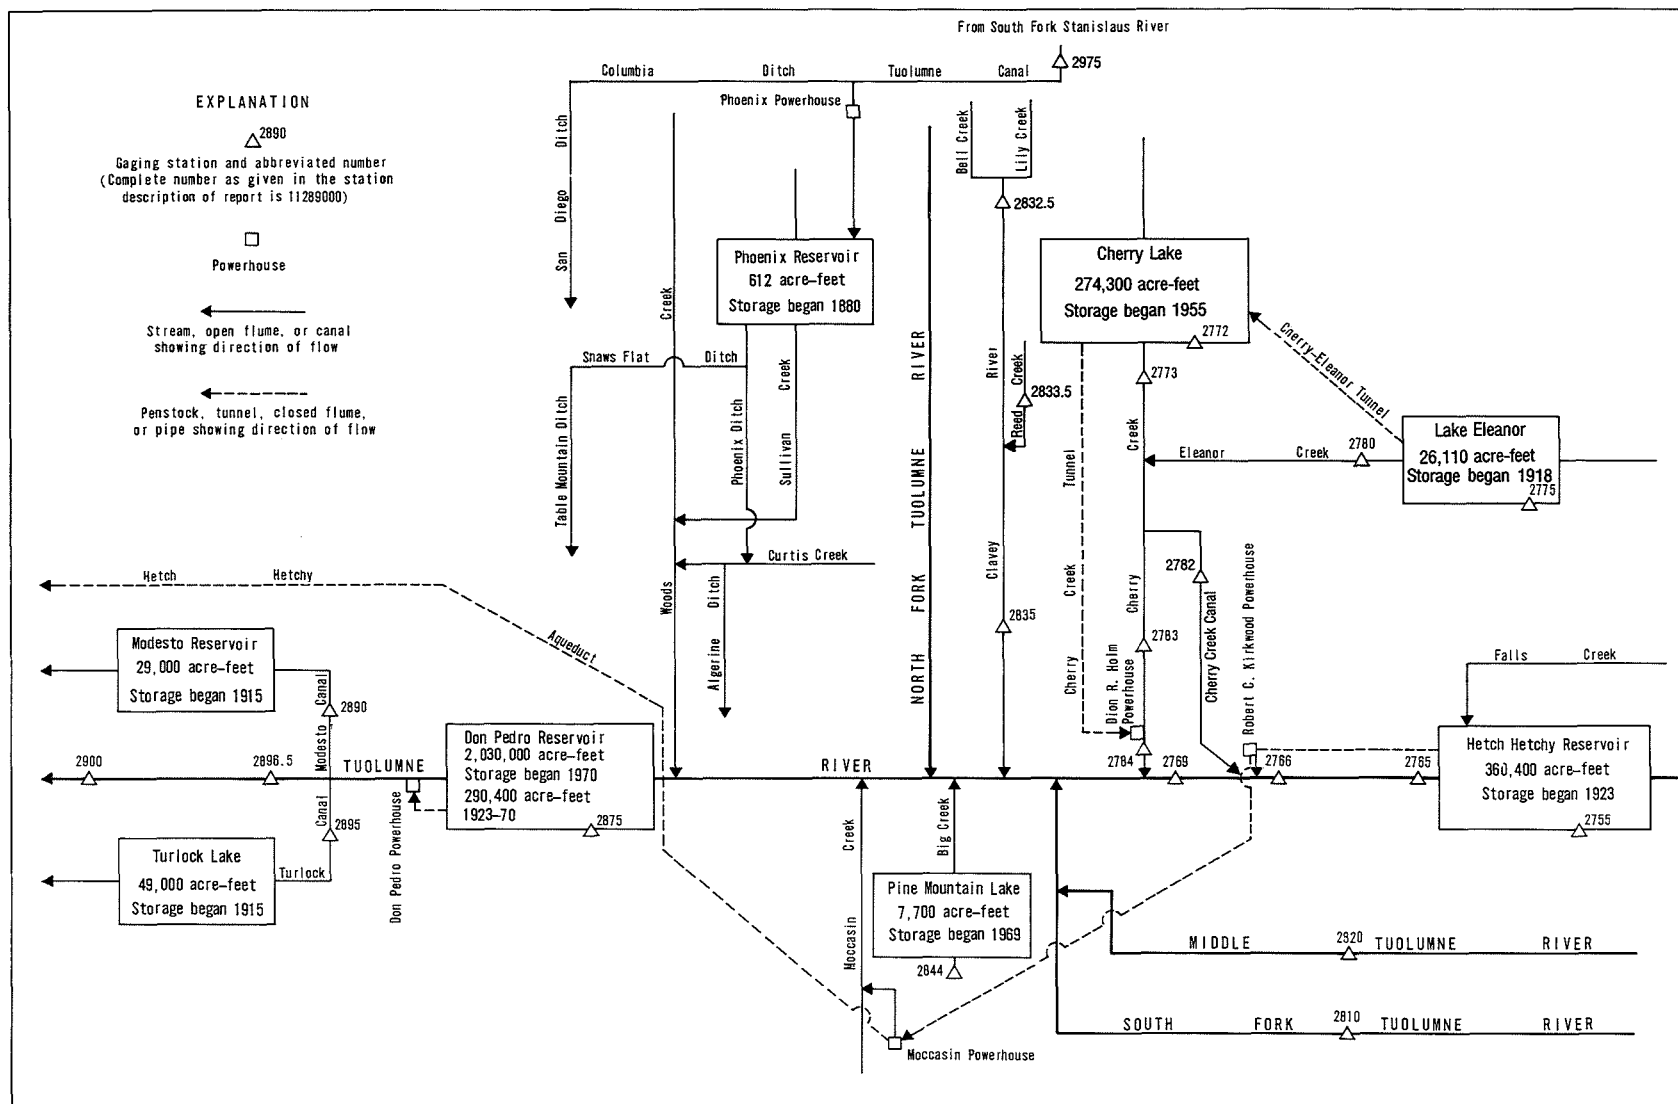 From South Fork Stanislaus River
2975
Columbia Ditch Tuolumne Canal
Phoenix Powerhouse
EXPLANATION
2890
Gaging station and abbreviated number
(Complete number as given in the station
description of report is 11289000)
Powerhouse
Stream, open flume, or canal
showing direction of flow
Penstock, tunnel, closed flume,
or pipe showing direction of flow
San Diego Ditch
Bell Creek
Lily Creek
2832.5
Phoenix Reservoir
612 acre-feet
Storage began 1880
Cherry Lake
274,300 acre-feet
Storage began 1955
2772
2773
Cherry-Eleanor Tunnel
Lake Eleanor
26,110 acre-feet
Storage began 1918
2775
2780
Eleanor Creek
Snaws Flat Ditch
Table Mountain Ditch
Phoenix Ditch
Sullivan Creek
Woods Creek
Curtis Creek
Algerine Ditch
NORTH FORK TUOLUMNE RIVER
Clavey River
Reed Creek
2833.5
2835
Cherry Creek Tunnel
Cherry Creek
2782
2783
Cherry Creek Canal
Dion R. Holm
Powerhouse
Robert C. Kirkwood Powerhouse
Falls Creek
Hetch Hetchy Reservoir
360,400 acre-feet
Storage began 1923
2755
Hetch Hetchy
Aqueduct
Modesto Reservoir
29,000 acre-feet
Storage began 1915
2890
Modesto Canal
Don Pedro Reservoir
2,030,000 acre-feet
Storage began 1970
290,400 acre-feet
1923-70
2875
2900
2896.5
TUOLUMNE
RIVER
2784
2769
2766
2765
Canal
2895
Turlock
Turlock Lake
49,000 acre-feet
Storage began 1915
Don Pedro Powerhouse
Moccasin Creek
Big Creek
Pine Mountain Lake
7,700 acre-feet
Storage began 1969
2844
2820
MIDDLE TUOLUMNE RIVER
2810
SOUTH FORK TUOLUMNE RIVER
Moccasin Powerhouse